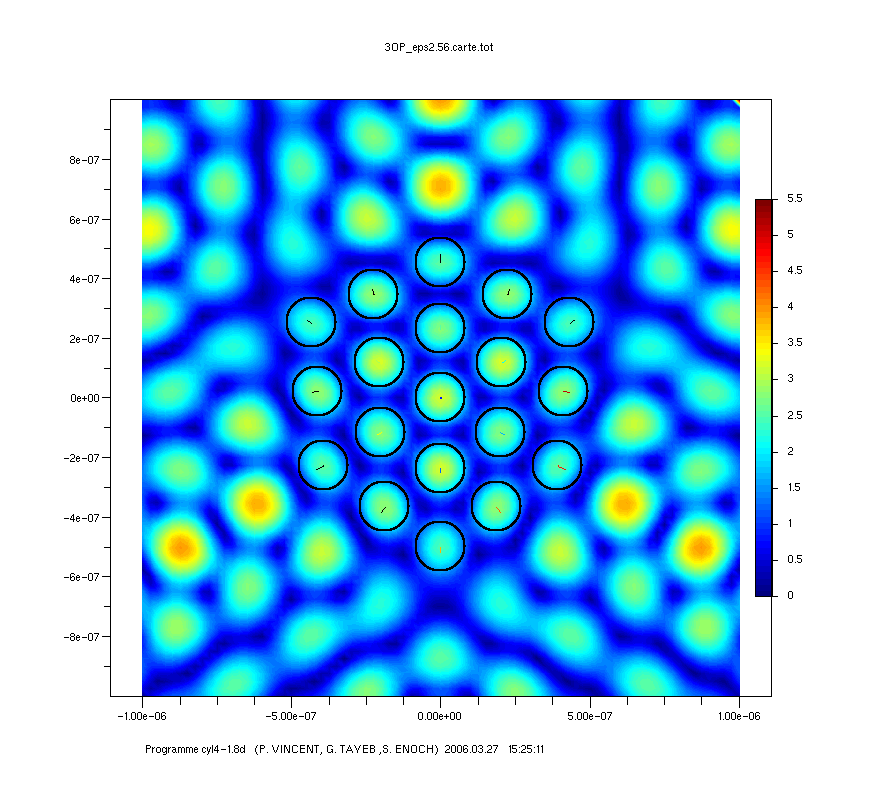 3OP_eps2.56.carte.tot
8e-07
6e-07
4e-07
2e-07
0e+00
-2e-07
-4e-07
-6e-07
-8e-07
5.5
5
4.5
4
3.5
3
2.5
2
1.5
1
0.5
0
-1.00e-06 -5.00e-07 0.00e+00 5.00e-07 1.00e-06
Programme cyl4-1.8d (P. VINCENT, G. TAYEB ,S. ENOCH) 2006.03.27 15:25:11